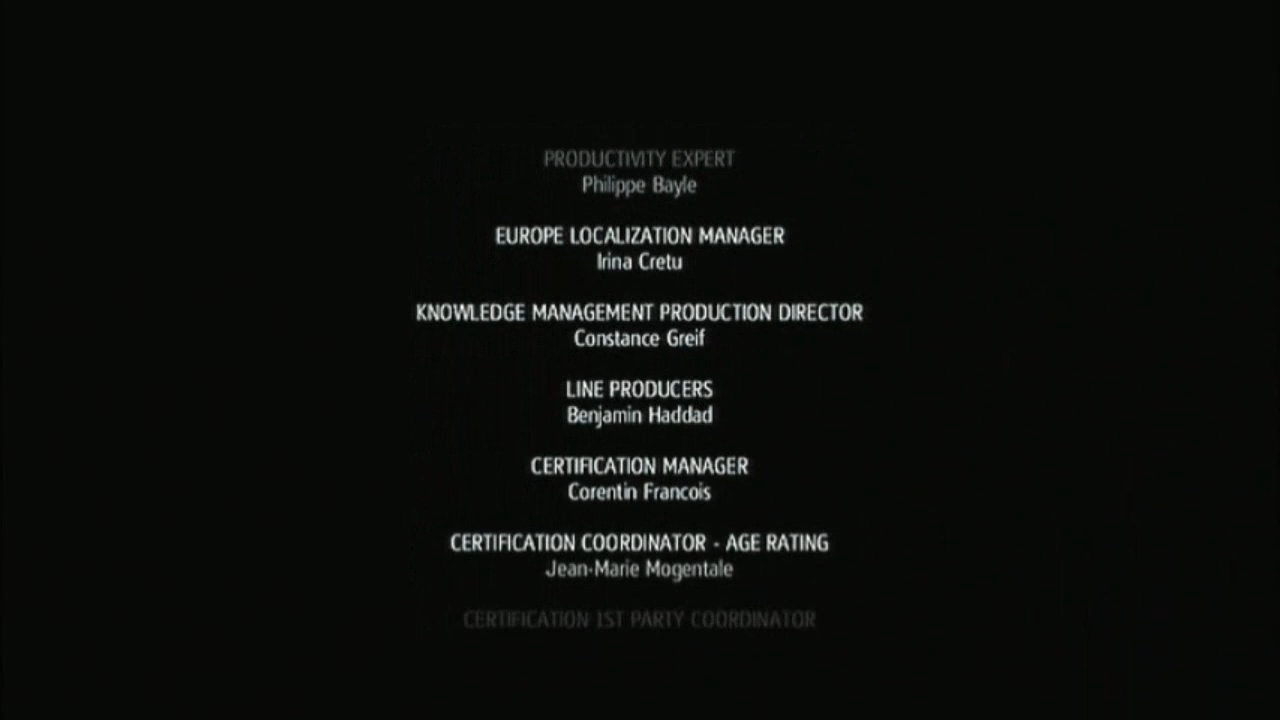 PRODUCTIVITY EXPERT
Philippe Bayle
EUROPE LOCALIZATION MANAGER
Irina Cretu
KNOWLEDGE MANAGEMENT PRODUCTION DIRECTOR
Constance Greif
LINE PRODUCERS
Benjamin Haddad
CERTIFICATION MANAGER
Corentin Francois
CERTIFICATION COORDINATOR - AGE RATING
Jean-Marie Mogentale
CERTIFICATION 1ST PARTY COORDINATOR